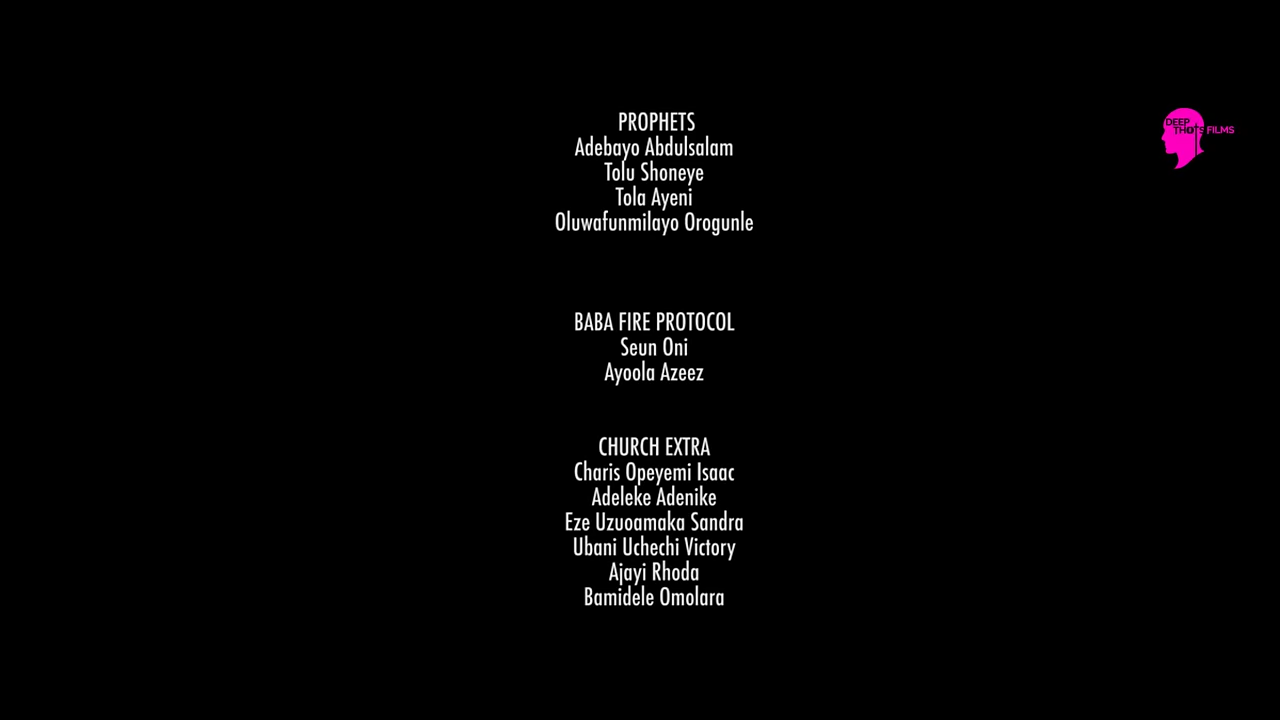 PROPHETS
Adebayo Abdulsalam
Tolu Shoneye
Tola Ayeni
Oluwafunmilayo Orogunle
BABA FIRE PROTOCOL
Seun Oni
Ayoola Azeez
CHURCH EXTRA
Charis Opeyemi Isaac
Adeleke Adenike
Eze Uzuoamaka Sandra
Ubani Uchechi Victory
Ajayi Rhoda
Bamidele Omolara
DEEP
THOTS FILMS